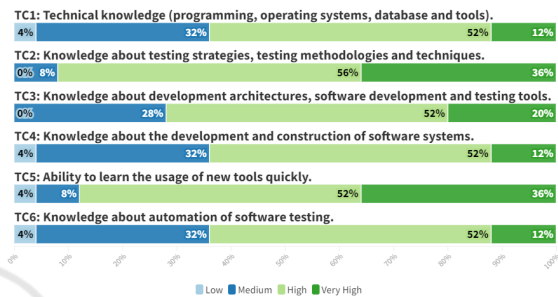 TC1: Technical knowledge (programming, operating systems, database and tools).
4% 32% 52% 12%
TC2: Knowledge about testing strategies, testing methodologies and techniques.
0% 8% 56% 36%
TC3: Knowledge about development architectures, software development and testing tools.
0% 28% 52% 20%
TC4: Knowledge about the development and construction of software systems.
4% 32% 52% 12%
TC5: Ability to learn the usage of new tools quickly.
4% 8% 52% 36%
TC6: Knowledge about automation of software testing.
4% 32% 52% 12%
0% 10% 20% 30% 40% 50% 60% 70% 80% 90% 100%
Low Medium High Very High